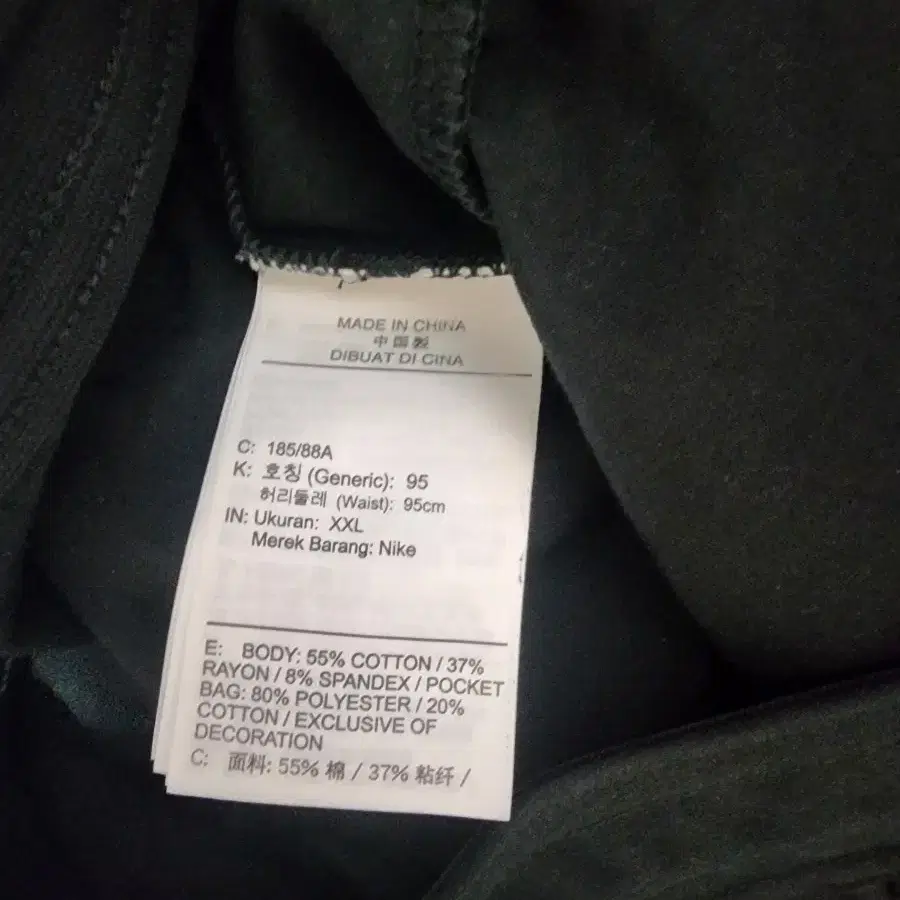 MADE IN CHINA
中国製
DIBUAT DI CINA
C: 185/88A
K: 호칭 (Generic): 95
허리둘레 (Waist): 95cm
IN: Ukuran: XXL
Merek Barang: Nike
E: BODY: 55% COTTON / 37%
RAYON / 8% SPANDEX / POCKET
BAG: 80% POLYESTER / 20%
COTTON / EXCLUSIVE OF
DECORATION
C: 面料: 55% 棉 / 37% 粘纤 /